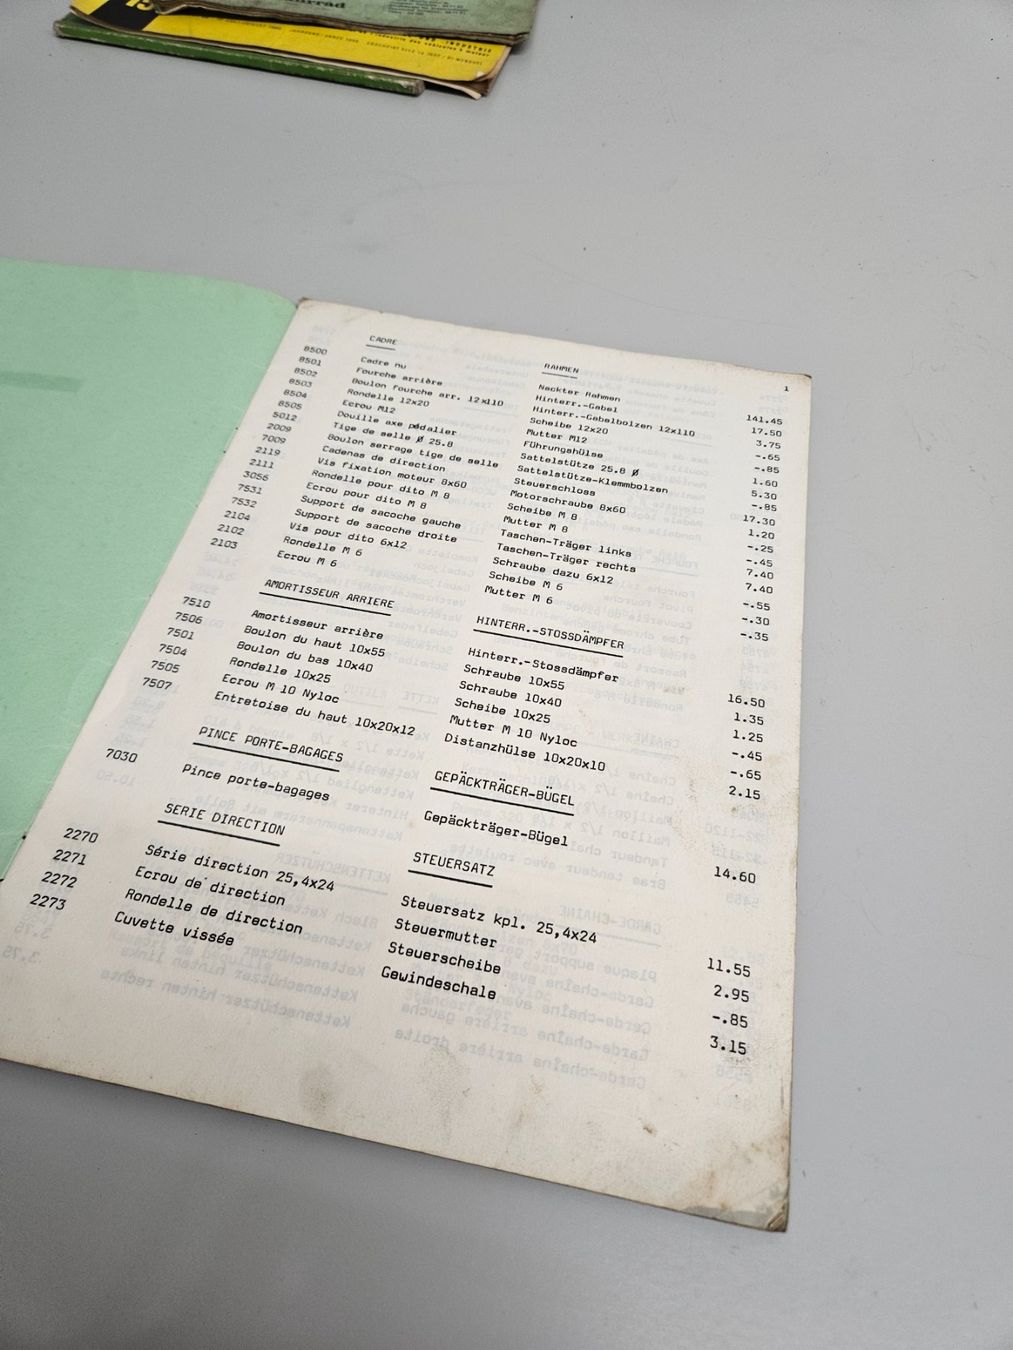 hrrad
1
CADRE RAHMEN
8500 Cadre nu Nackter Rahmen 141.45
8501 Fourche arrière Hinterr.-Gabel 17.50
8502 Boulon fourche arr. 12x110 Hinterr.-Gabelbolzen 12x110 3.75
8503 Rondelle 12x20 Scheibe 12x20 -.65
8504 Ecrou M12 Mutter M12 -.85
8505 Douille axe pédalier Führungshülse 1.60
5012 Tige de selle Ø 25.8 Sattelstütze 25.8 Ø 5.30
2009 Boulon serrage tige de selle Sattelstütze-Klemmbolzen -.85
7009 Cadenas de direction Steuerschloss 17.30
2119 Vis fixation moteur 8x60 Motorschraube 8x60 1.20
2111 Rondelle pour dito M 8 Scheibe M 8 -.25
3056 Ecrou pour dito M 8 Mutter M 8 -.45
7531 Support de sacoche gauche Taschen-Träger links 7.40
7532 Support de sacoche droite Taschen-Träger rechts 7.40
2104 Vis pour dito 6x12 Schraube dazu 6x12 -.55
2102 Rondelle M 6 Scheibe M 6 -.30
2103 Ecrou M 6 Mutter M 6 -.35
AMORTISSEUR ARRIERE HINTERR.-STOSSDÄMPFER
7510 Amortisseur arrière Hinterr.-Stossdämpfer 16.50
7506 Boulon du haut 10x55 Schraube 10x55 1.35
7501 Boulon du bas 10x40 Schraube 10x40 1.25
7504 Rondelle 10x25 Scheibe 10x25 -.45
7505 Ecrou M 10 Nyloc Mutter M 10 Nyloc -.65
7507 Entretoise du haut 10x20x12 Distanzhülse 10x20x10 2.15
PINCE PORTE-BAGAGES GEPÄCKTRÄGER-BÜGEL
7030 Pince porte-bagages Gepäckträger-Bügel 14.60
SERIE DIRECTION STEUERSATZ
2270 Série direction 25,4x24 Steuersatz kpl. 25,4x24 11.55
2271 Ecrou de direction Steuermutter 2.95
2272 Rondelle de direction Steuerscheibe -.85
2273 Cuvette vissée Gewindeschale 3.15